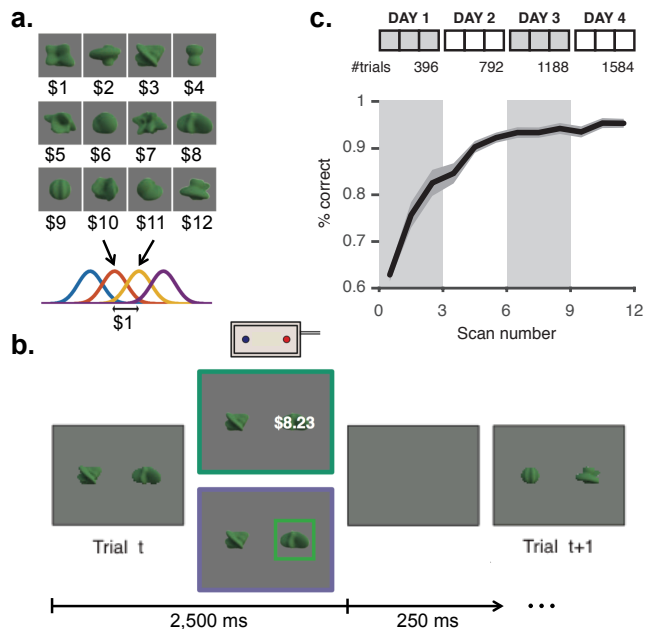 a.
$1 $2 $3 $4
$5 $6 $7 $8
$9 $10 $11 $12
$1
c.
DAY 1 DAY 2 DAY 3 DAY 4
#trials 396 792 1188 1584
1
0.9
0.8
0.7
0.6
% correct
0 3 6 9 12
Scan number
b.
$8.23
Trial t
Trial t+1
2,500 ms 250 ms